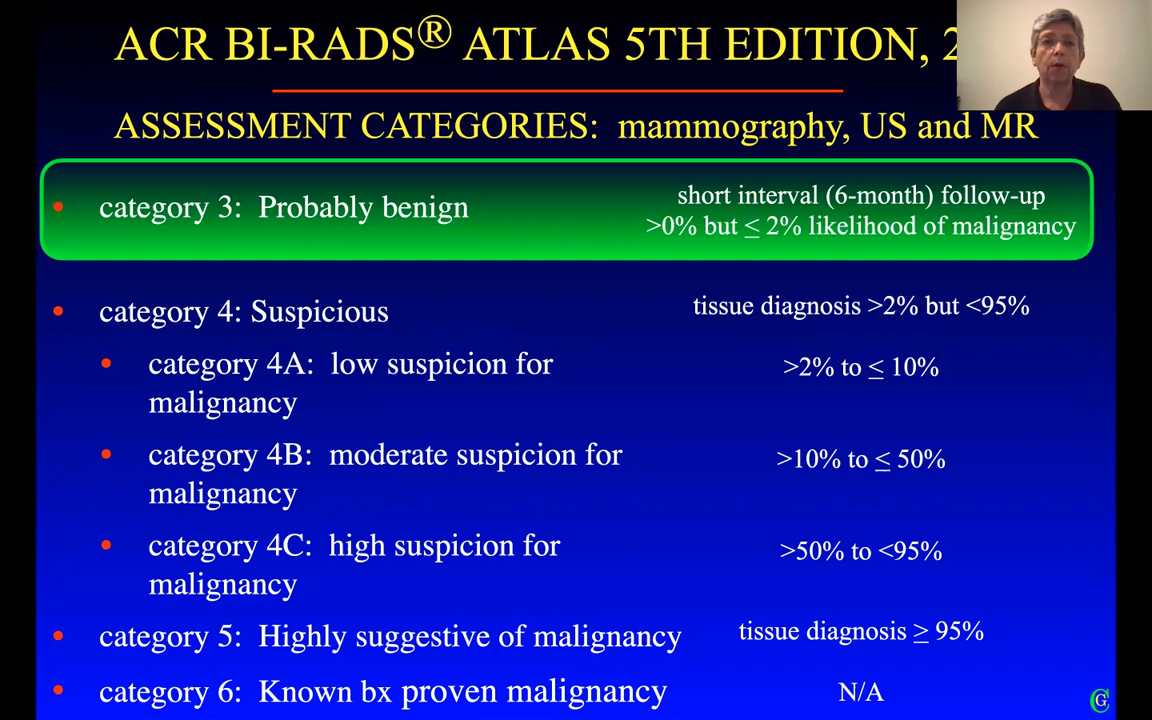 ACR BI-RADS® ATLAS 5TH EDITION, 2
ASSESSMENT CATEGORIES: mammography, US and MR
• category 3: Probably benign
short interval (6-month) follow-up
>0% but ≤ 2% likelihood of malignancy
• category 4: Suspicious
tissue diagnosis >2% but <95%
• category 4A: low suspicion for
malignancy
>2% to ≤ 10%
• category 4B: moderate suspicion for
malignancy
>10% to ≤ 50%
• category 4C: high suspicion for
malignancy
>50% to <95%
• category 5: Highly suggestive of malignancy
tissue diagnosis ≥ 95%
• category 6: Known bx proven malignancy
N/A
CG